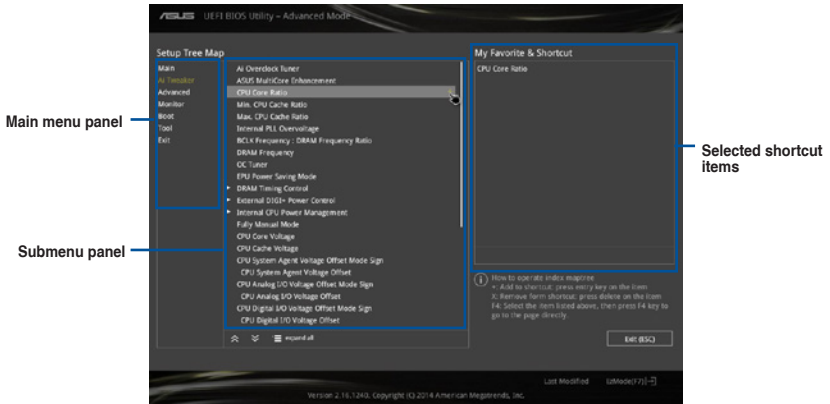 ASUS UEFI BIOS Utility – Advanced Mode
Setup Tree Map
Main
Ai Tweaker
Advanced
Monitor
Boot
Tool
Exit
Ai Overclock Tuner
ASUS MultiCore Enhancement
CPU Core Ratio
Min. CPU Cache Ratio
Max. CPU Cache Ratio
Internal PLL Overvoltage
BCLK Frequency : DRAM Frequency Ratio
DRAM Frequency
OC Tuner
EPU Power Saving Mode
DRAM Timing Control
External DIGI+ Power Control
Internal CPU Power Management
Fully Manual Mode
CPU Core Voltage
CPU Cache Voltage
CPU System Agent Voltage Offset Mode Sign
CPU System Agent Voltage Offset
CPU Analog I/O Voltage Offset Mode Sign
CPU Analog I/O Voltage Offset
CPU Digital I/O Voltage Offset Mode Sign
CPU Digital I/O Voltage Offset
expand all
My Favorite & Shortcut
CPU Core Ratio
How to operate index maptree
+: Add to shortcut: press entry key on the item
X: Remove form shortcut: press delete on the item
F4: Select the item listed above, then press F4 key to
go to the page directly.
Exit (ESC)
Last Modified EzMode(F7)
Version 2.16.1240. Copyright (C) 2014 American Megatrends, Inc.
Main menu panel
Submenu panel
Selected shortcut
items